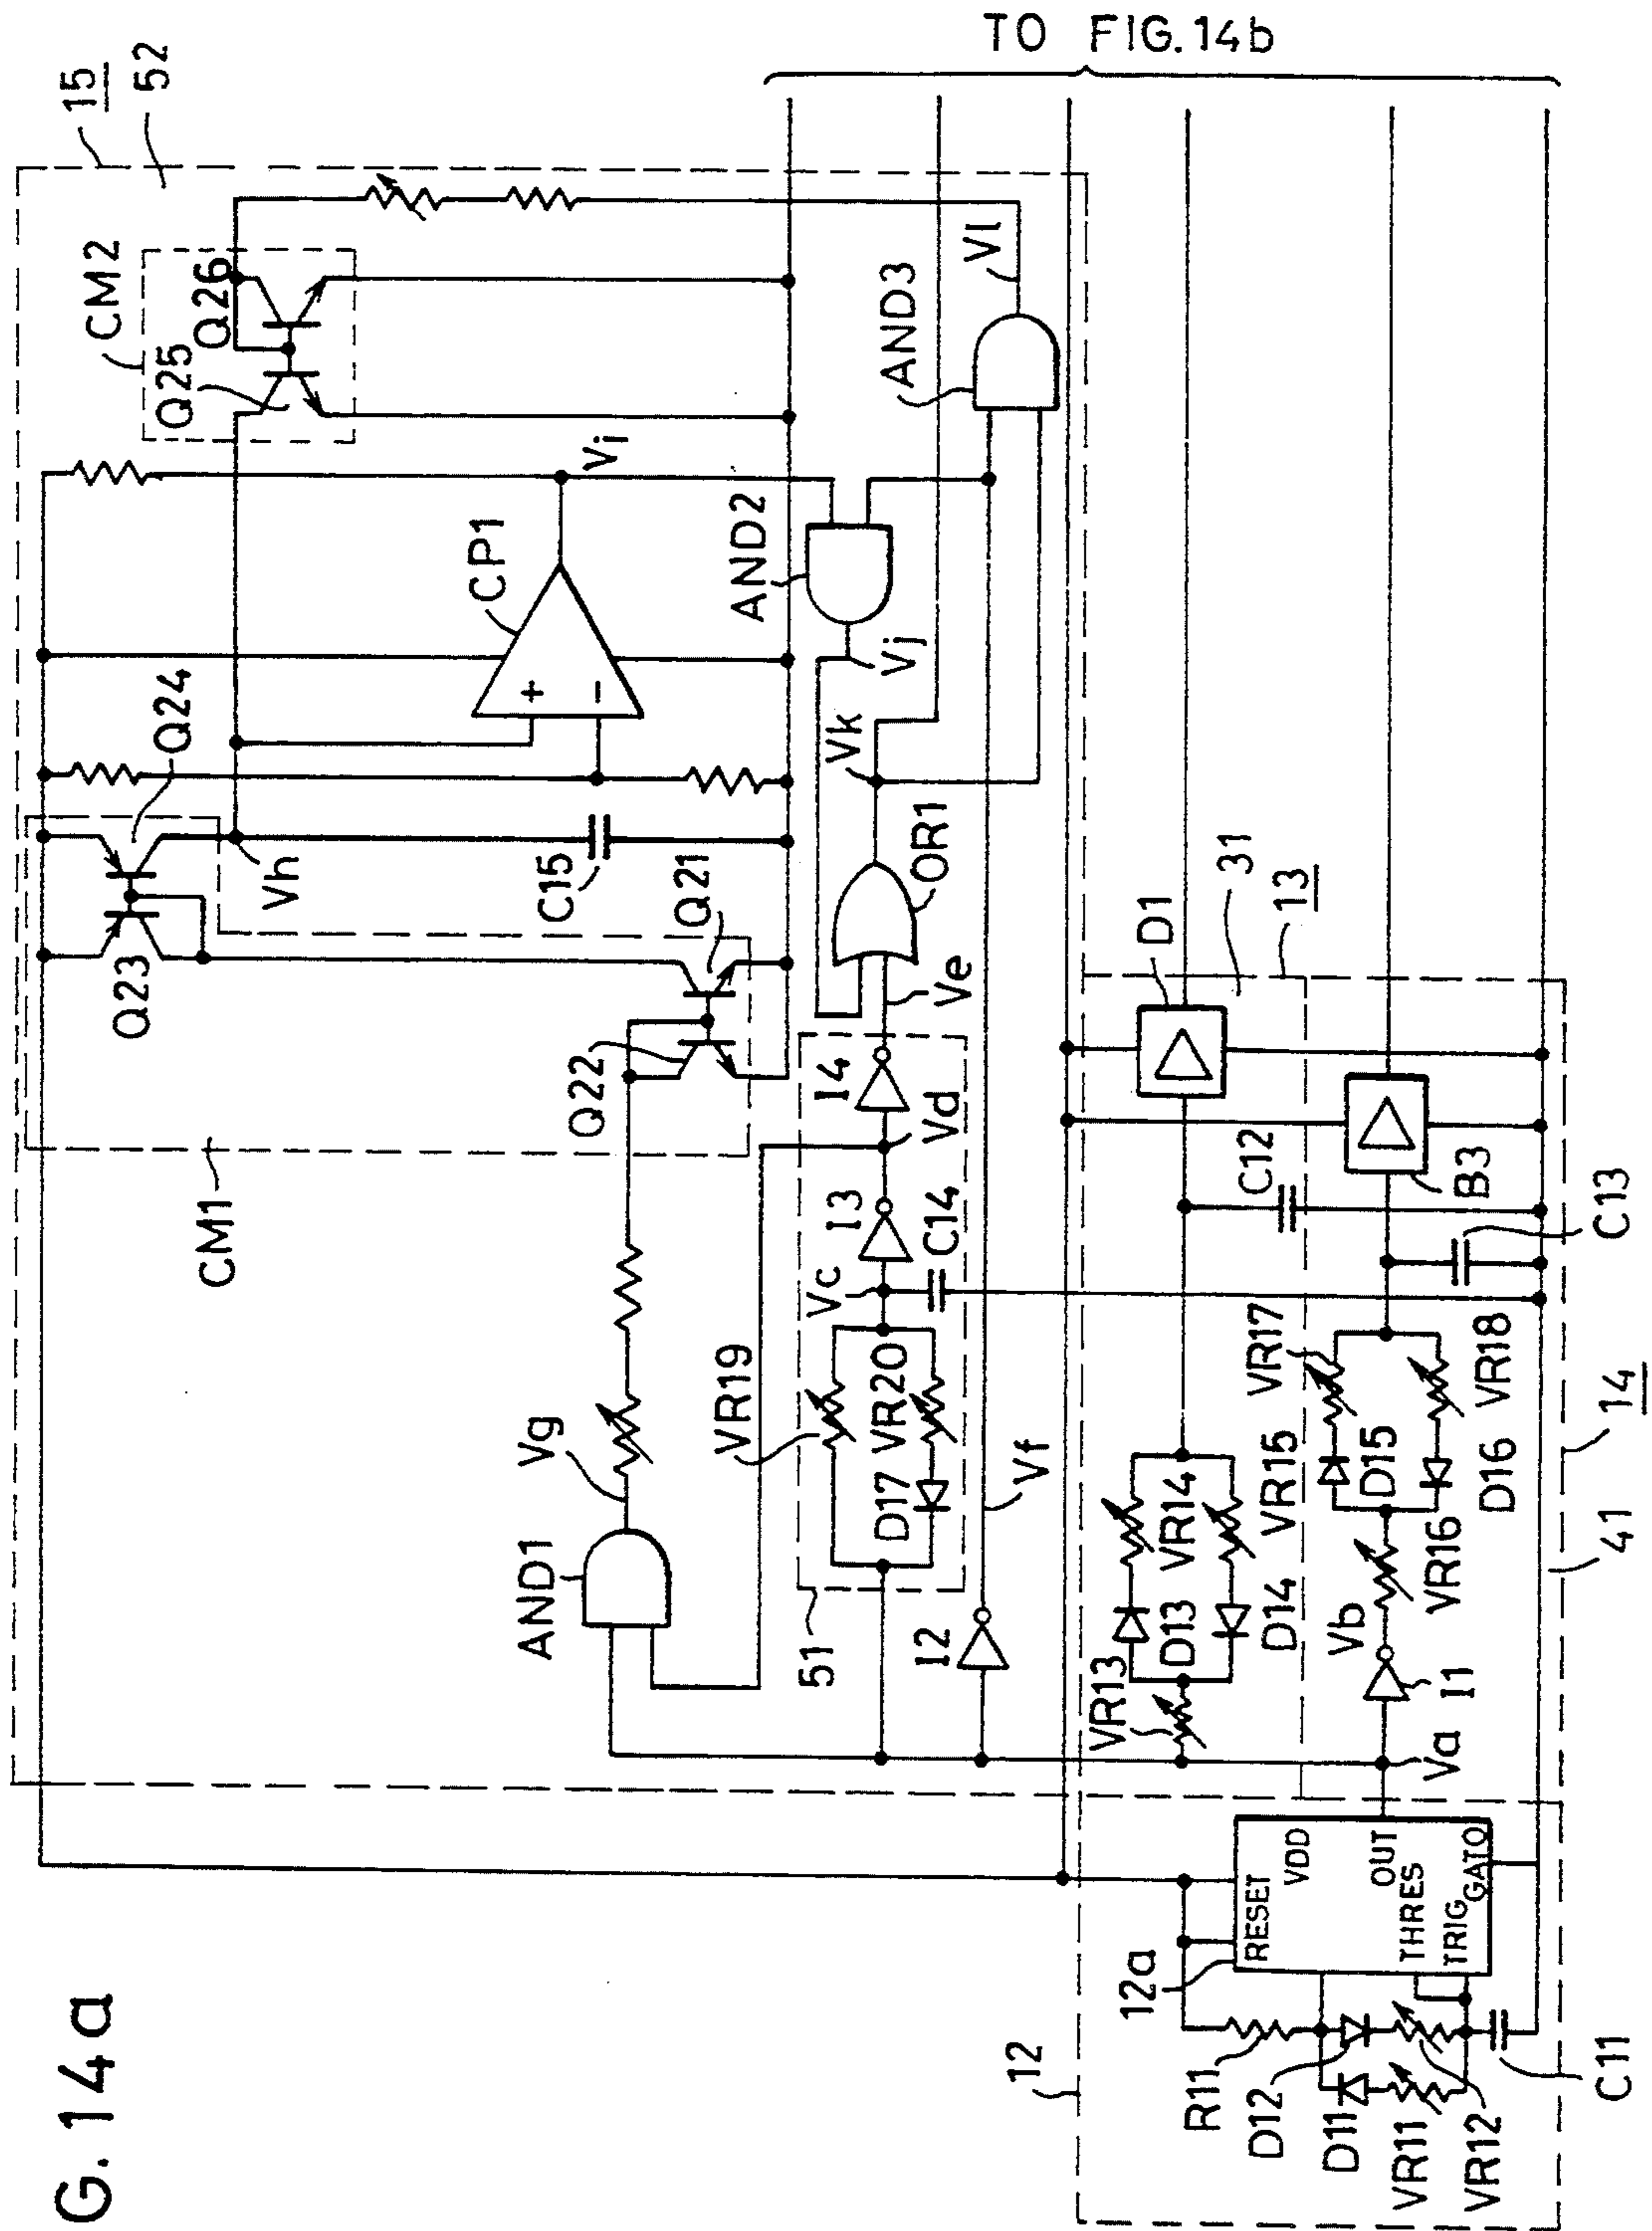 G. 14a
TO FIG. 14b
15
52
CM2
Q26
Q25
Vi
CP1
+
−
Q24
Q23
Vh
C15
Q21
Q22
CM1
AND2
Vj
AND3
Vl
Vk
OR1
Ve
I4
Vd
I3
C14
Vc
VR19
VR20
D17
51
Vg
AND1
I2
Vf
D1
31
13
C12
B3
C13
VR14
VR15
D13
D14
VR13
VR17
VR18
D15
D16
VR16
Vb
I1
Va
14
41
12
12a
RESET
VDD
OUT
THRES
TRIG
GATO
R11
D12
D11
VR11
VR12
C11